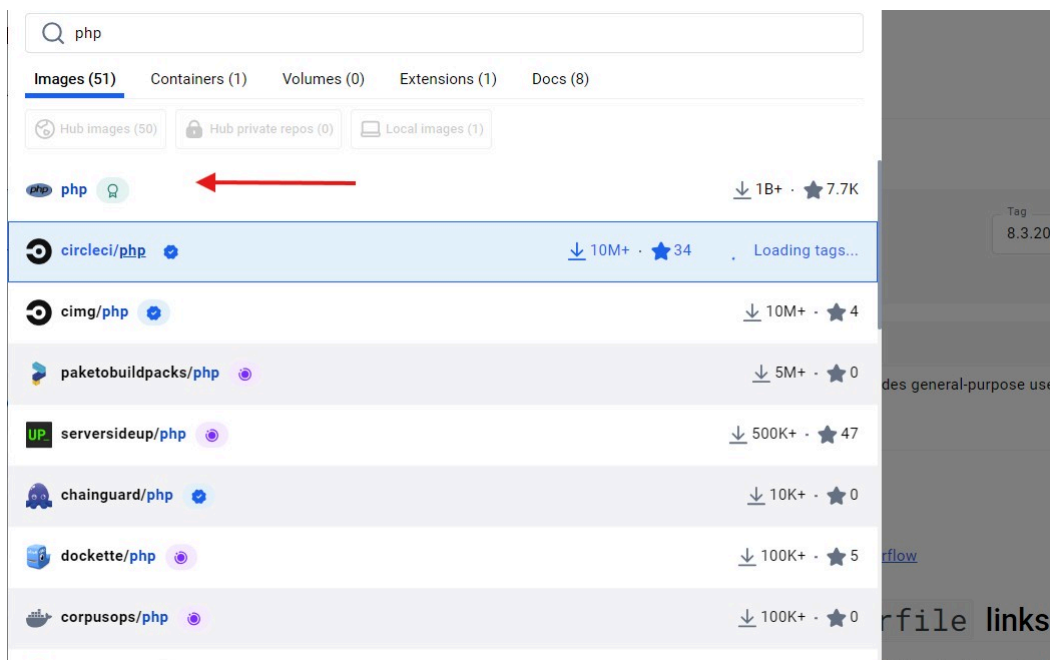 php
Images (51) Containers (1) Volumes (0) Extensions (1) Docs (8)
Hub images (50) Hub private repos (0) Local images (1)
php php 1B+ · 7.7K
Tag
8.3.20
circleci/php 10M+ · 34 Loading tags...
cimg/php 10M+ · 4
paketobuildpacks/php 5M+ · 0
des general-purpose use
UP_ serversideup/php 500K+ · 47
chainguard/php 10K+ · 0
dockette/php 100K+ · 5
rflow
corpusops/php 100K+ · 0
rfile links